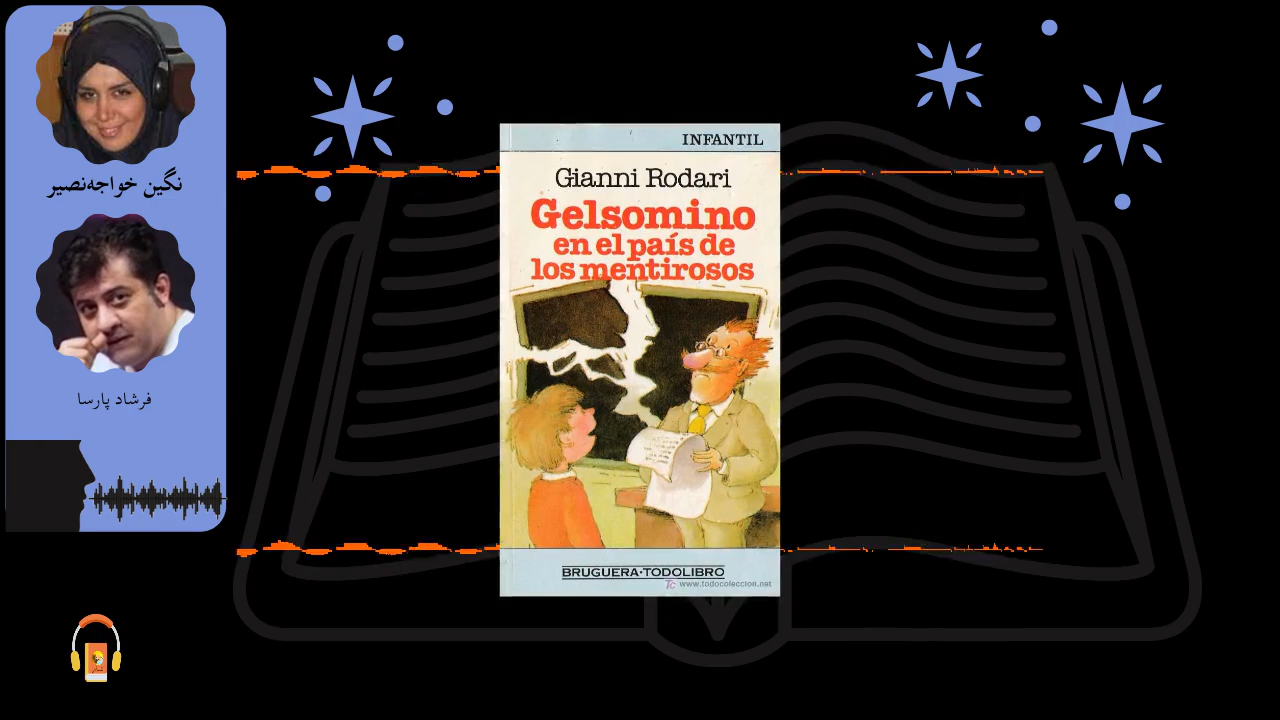 نگین خواجه‌نصیر
فرشاد پارسا
INFANTIL
Gianni Rodari
Gelsomino
en el país de
los mentirosos
BRUGUERA·TODOLIBRO
Tc www.todocoleccion.net